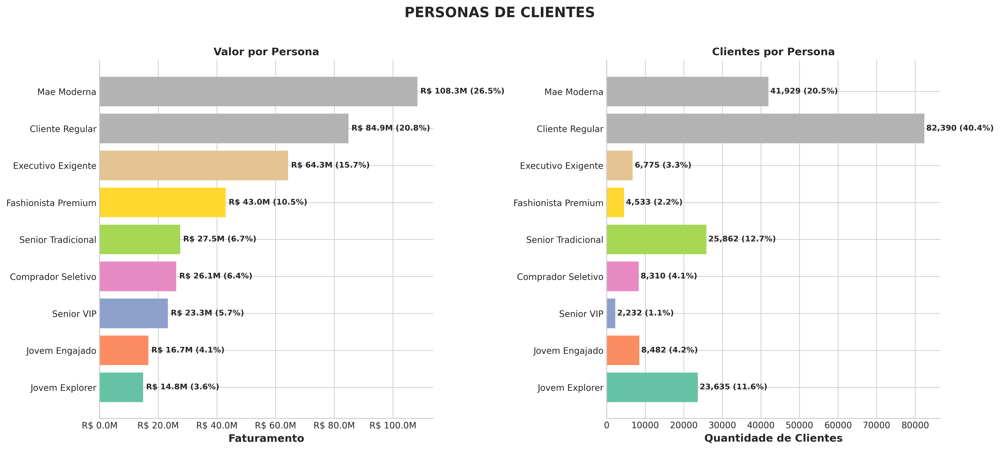 PERSONAS DE CLIENTES
Valor por Persona
Mae Moderna
R$ 108.3M (26.5%)
Cliente Regular
R$ 84.9M (20.8%)
Executivo Exigente
R$ 64.3M (15.7%)
Fashionista Premium
R$ 43.0M (10.5%)
Senior Tradicional
R$ 27.5M (6.7%)
Comprador Seletivo
R$ 26.1M (6.4%)
Senior VIP
R$ 23.3M (5.7%)
Jovem Engajado
R$ 16.7M (4.1%)
Jovem Explorer
R$ 14.8M (3.6%)
R$ 0.0M R$ 20.0M R$ 40.0M R$ 60.0M R$ 80.0M R$ 100.0M
Faturamento
Clientes por Persona
Mae Moderna
41,929 (20.5%)
Cliente Regular
82,390 (40.4%)
Executivo Exigente
6,775 (3.3%)
Fashionista Premium
4,533 (2.2%)
Senior Tradicional
25,862 (12.7%)
Comprador Seletivo
8,310 (4.1%)
Senior VIP
2,232 (1.1%)
Jovem Engajado
8,482 (4.2%)
Jovem Explorer
23,635 (11.6%)
0 10000 20000 30000 40000 50000 60000 70000 80000
Quantidade de Clientes